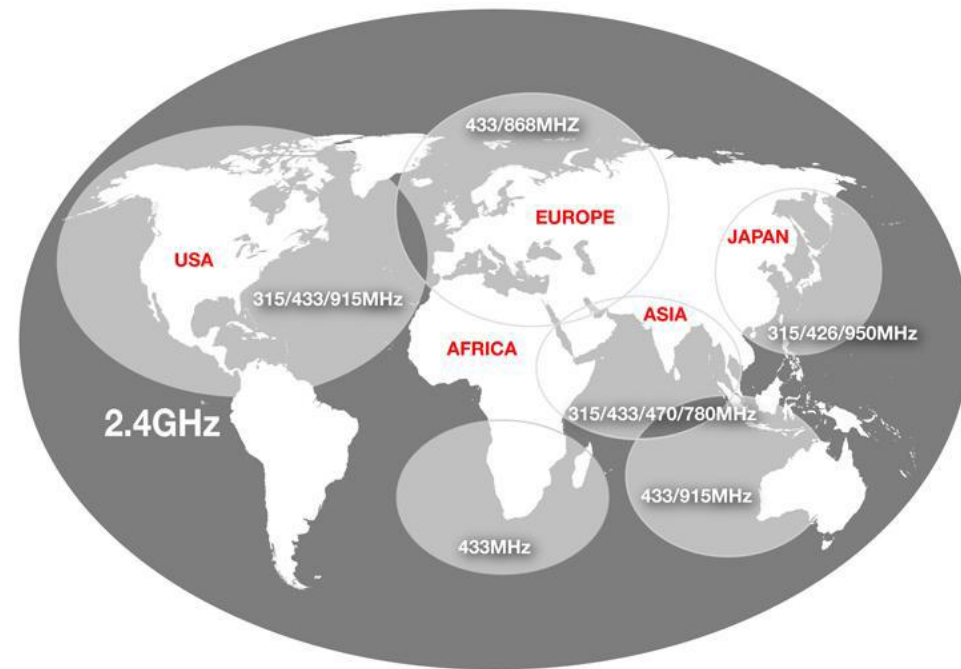 433/868MHZ
EUROPE
JAPAN
USA
315/433/915MHz
ASIA
315/426/950MHz
AFRICA
2.4GHz
315/433/470/780MHz
433/915MHz
433MHz